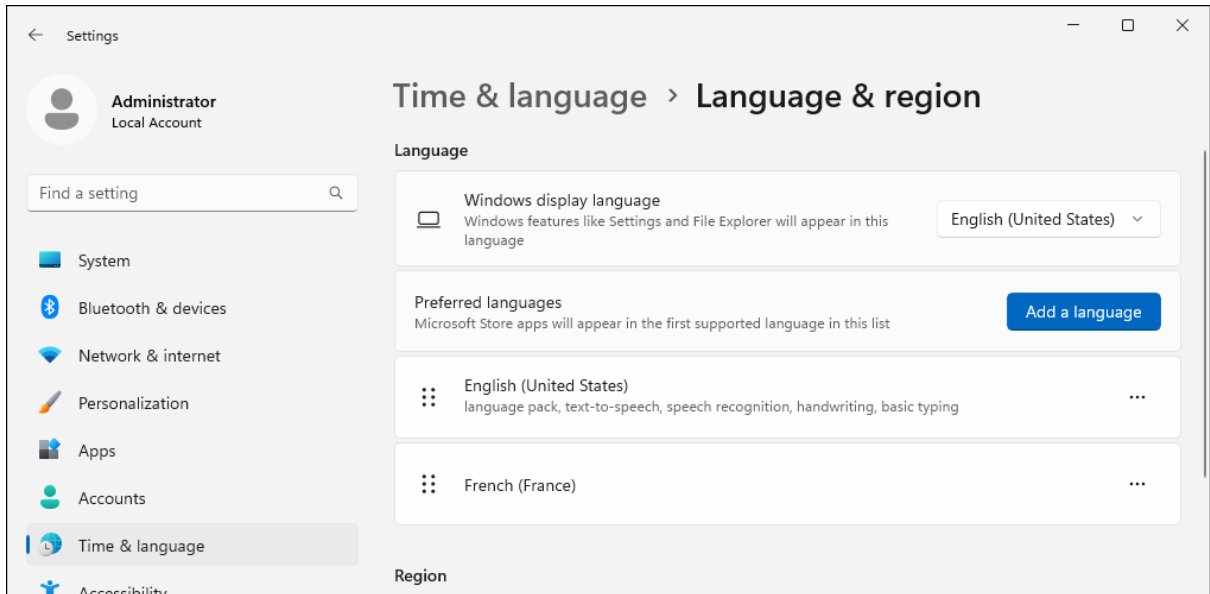 Settings
Administrator
Local Account
Find a setting
System
Bluetooth & devices
Network & internet
Personalization
Apps
Accounts
Time & language
Accessibility
Time & language > Language & region
Language
Windows display language
Windows features like Settings and File Explorer will appear in this
language
English (United States)
Preferred languages
Microsoft Store apps will appear in the first supported language in this list
Add a language
English (United States)
language pack, text-to-speech, speech recognition, handwriting, basic typing
French (France)
Region